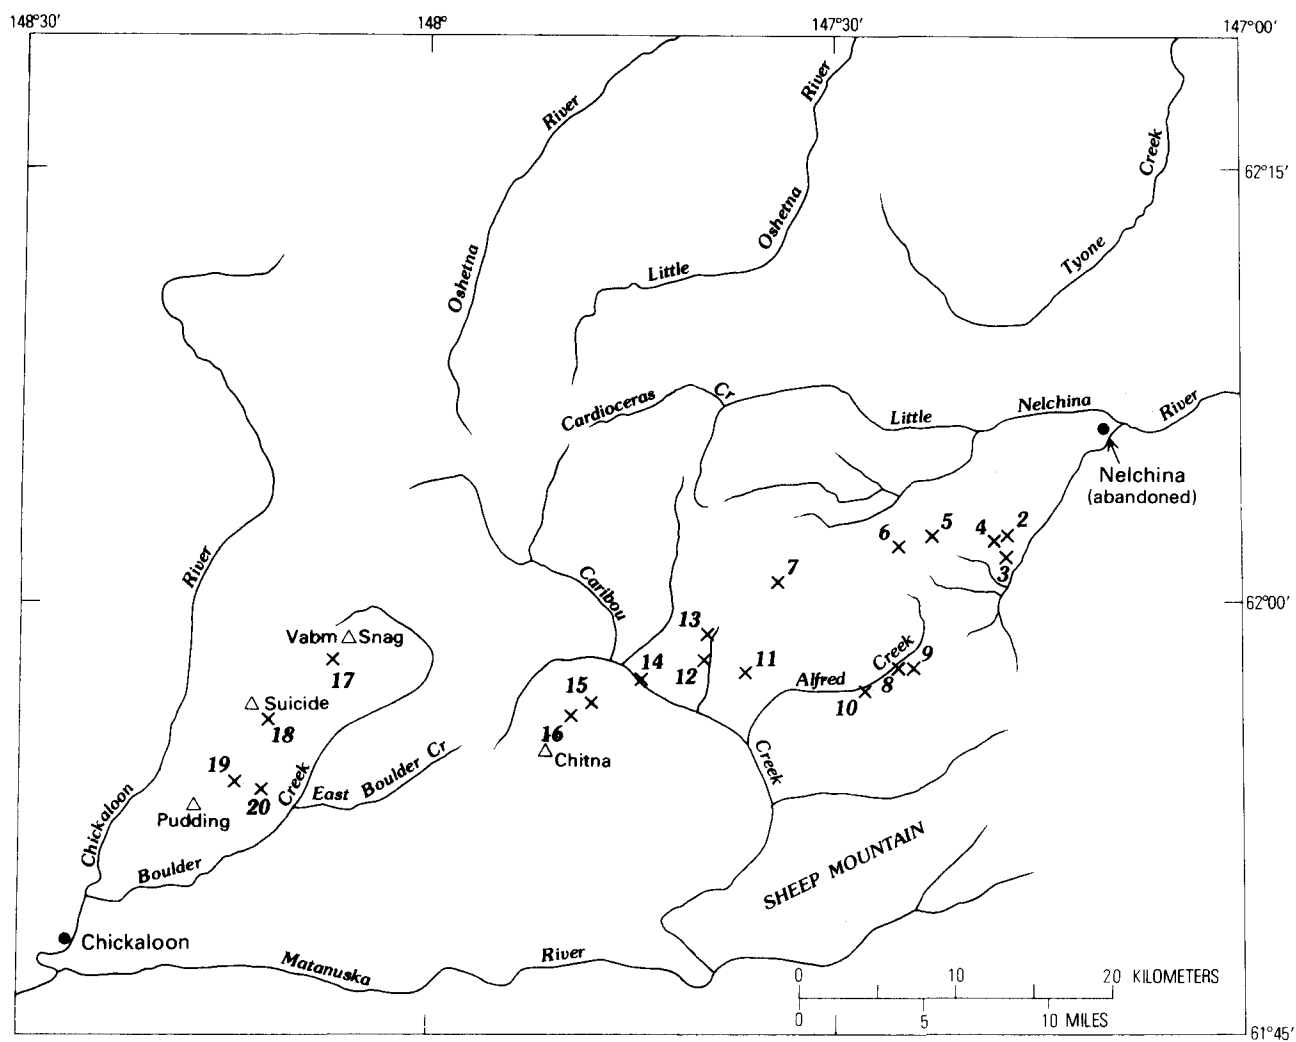 148°30'
148°
147°30'
147°00'
River
River
Creek
62°15'
Oshetna
Oshetna
Little
Tyone
Cardioceras
Cr
Little
Nelchina
River
Nelchina
(abandoned)
River
Caribou
6
5
4
2
3
7
62°00'
Vabm
Snag
17
13
12
11
14
15
16
Chitna
Alfred
Creek
8
9
10
Suicide
18
19
20
Pudding
Creek
East
Boulder
Cr
Creek
Chickaloon
Boulder
SHEEP MOUNTAIN
Chickaloon
Matanuska
River
0 10 20 KILOMETERS
0 5 10 MILES
61°45'